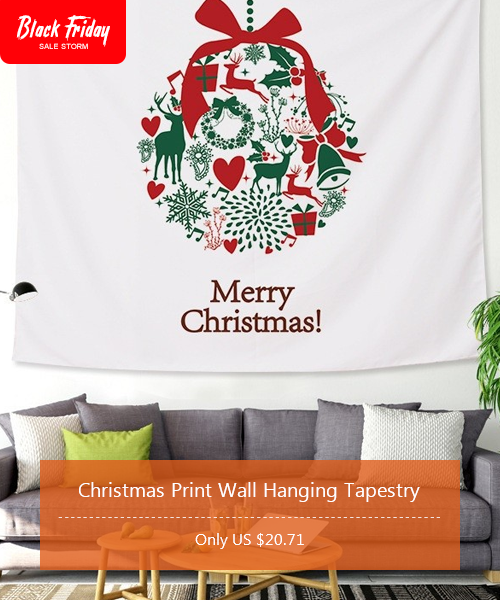 Black Friday
SALE STORM
Merry
Christmas!
Christmas Print Wall Hanging Tapestry
Only US $20.71